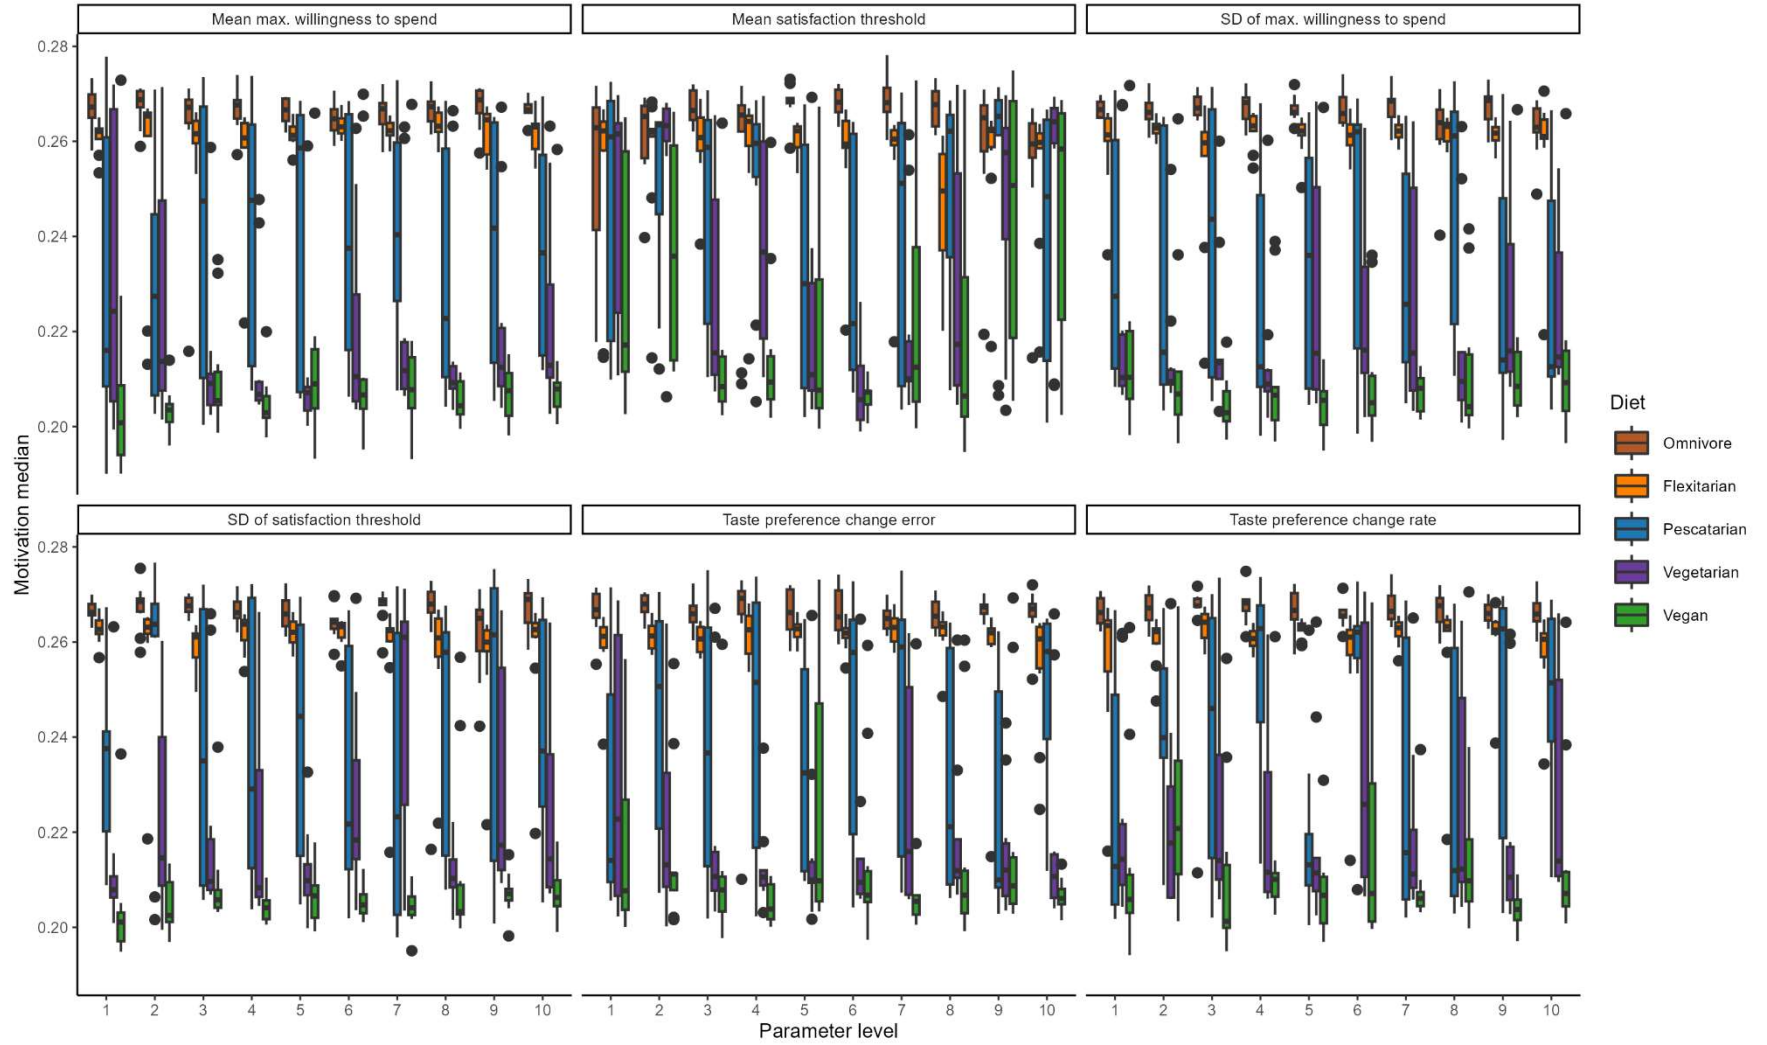 Mean max. willingness to spend
Mean satisfaction threshold
SD of max. willingness to spend
0.28
0.26
0.24
0.22
0.20
SD of satisfaction threshold
Taste preference change error
Taste preference change rate
0.28
0.26
0.24
0.22
0.20
1 2 3 4 5 6 7 8 9 10
1 2 3 4 5 6 7 8 9 10
1 2 3 4 5 6 7 8 9 10
Parameter level
Motivation median
Diet
Omnivore
Flexitarian
Pescatarian
Vegetarian
Vegan